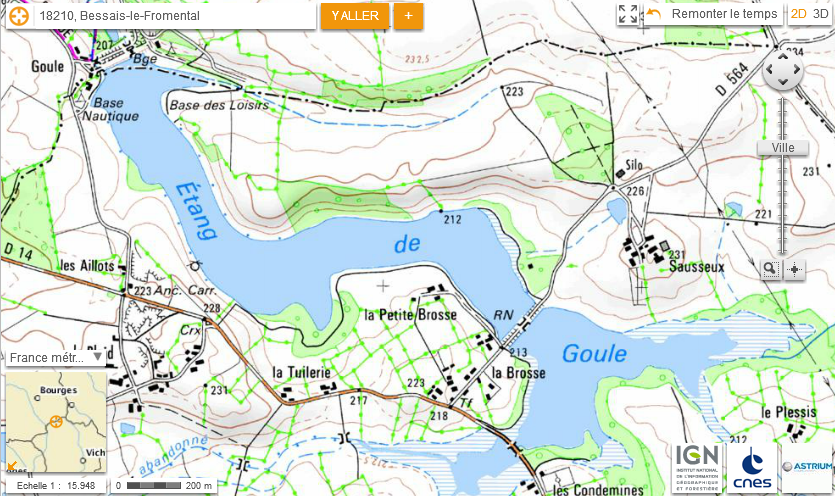 18210, Bessais-le-Fromental
Y ALLER
+
Remonter le temps
2D 3D
207
Bge
Goule
232,5
234
D 564
Base Nautique
Base des Loisirs
223
Ville
Silo
231
226
Étang
212
221
de
D 14
les Aillots
231
Sausseux
223
Anc. Carr.
228
la Petite Brosse
RN
Crx
Goule
213
France métr...
la Tuilerie
la Brosse
231
223
217
218
Tf
Bourges
le Plessis
abandonné
212
Vich
IGN
INSTITUT NATIONAL
DE L'INFORMATION
GÉOGRAPHIQUE
ET FORESTIÈRE
cnes
ASTRIUM
Echelle 1 : 15.948
0 200 m
les Condemines